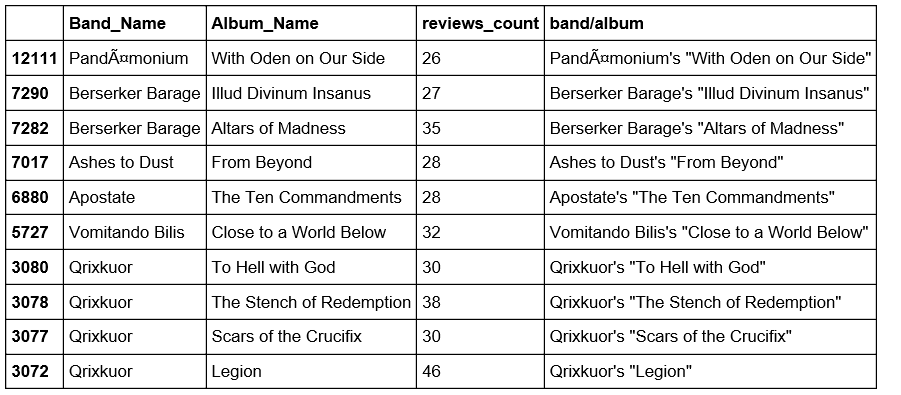 Band_Name Album_Name reviews_count band/album
12111 PandÃ¤monium With Oden on Our Side 26 PandÃ¤monium's "With Oden on Our Side"
7290 Berserker Barage Illud Divinum Insanus 27 Berserker Barage's "Illud Divinum Insanus"
7282 Berserker Barage Altars of Madness 35 Berserker Barage's "Altars of Madness"
7017 Ashes to Dust From Beyond 28 Ashes to Dust's "From Beyond"
6880 Apostate The Ten Commandments 28 Apostate's "The Ten Commandments"
5727 Vomitando Bilis Close to a World Below 32 Vomitando Bilis's "Close to a World Below"
3080 Qrixkuor To Hell with God 30 Qrixkuor's "To Hell with God"
3078 Qrixkuor The Stench of Redemption 38 Qrixkuor's "The Stench of Redemption"
3077 Qrixkuor Scars of the Crucifix 30 Qrixkuor's "Scars of the Crucifix"
3072 Qrixkuor Legion 46 Qrixkuor's "Legion"